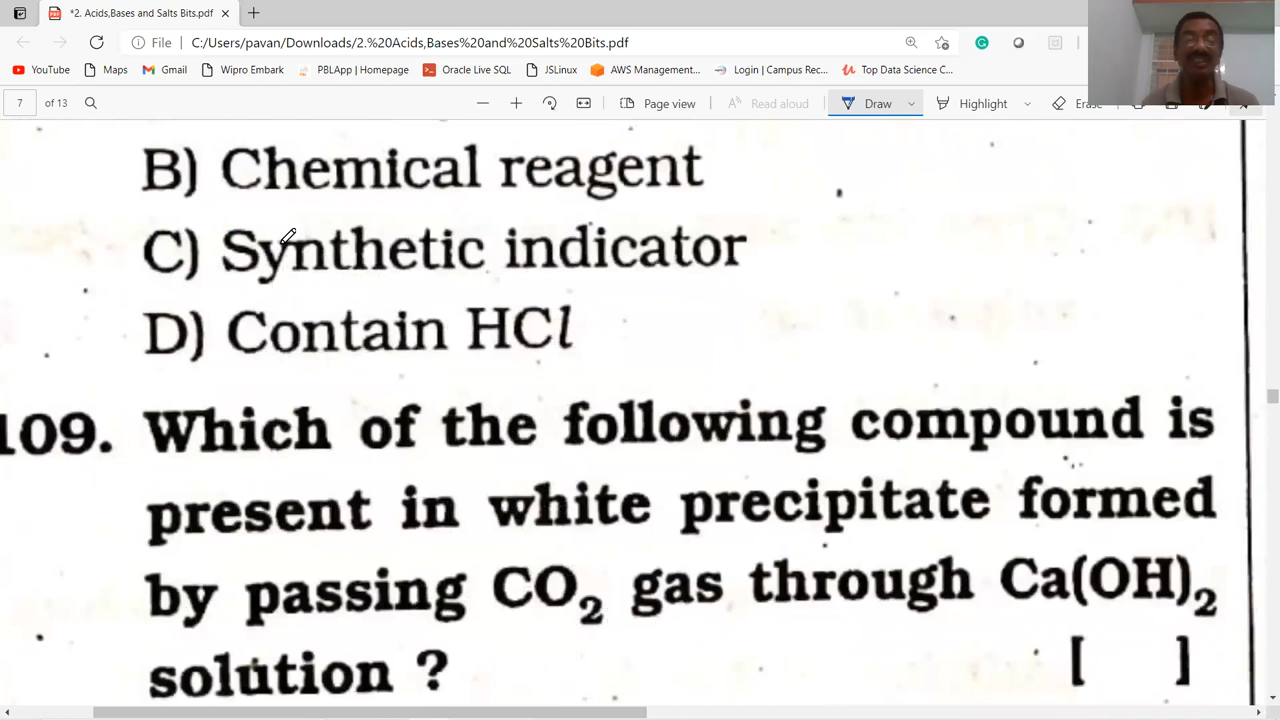 *2. Acids,Bases and Salts Bits.pdf
File C:/Users/pavan/Downloads/2.%20Acids,Bases%20and%20Salts%20Bits.pdf
YouTube Maps Gmail Wipro Embark PBLApp | Homepage Oracle Live SQL JSLinux AWS Management... Login | Campus Rec... Top Data science C...
7 of 13 Page view Read aloud Draw Highlight Erase
B) Chemical reagent
C) Synthetic indicator
D) Contain HCl
109. Which of the following compound is
present in white precipitate formed
by passing CO₂ gas through Ca(OH)₂
solution ? [ ]